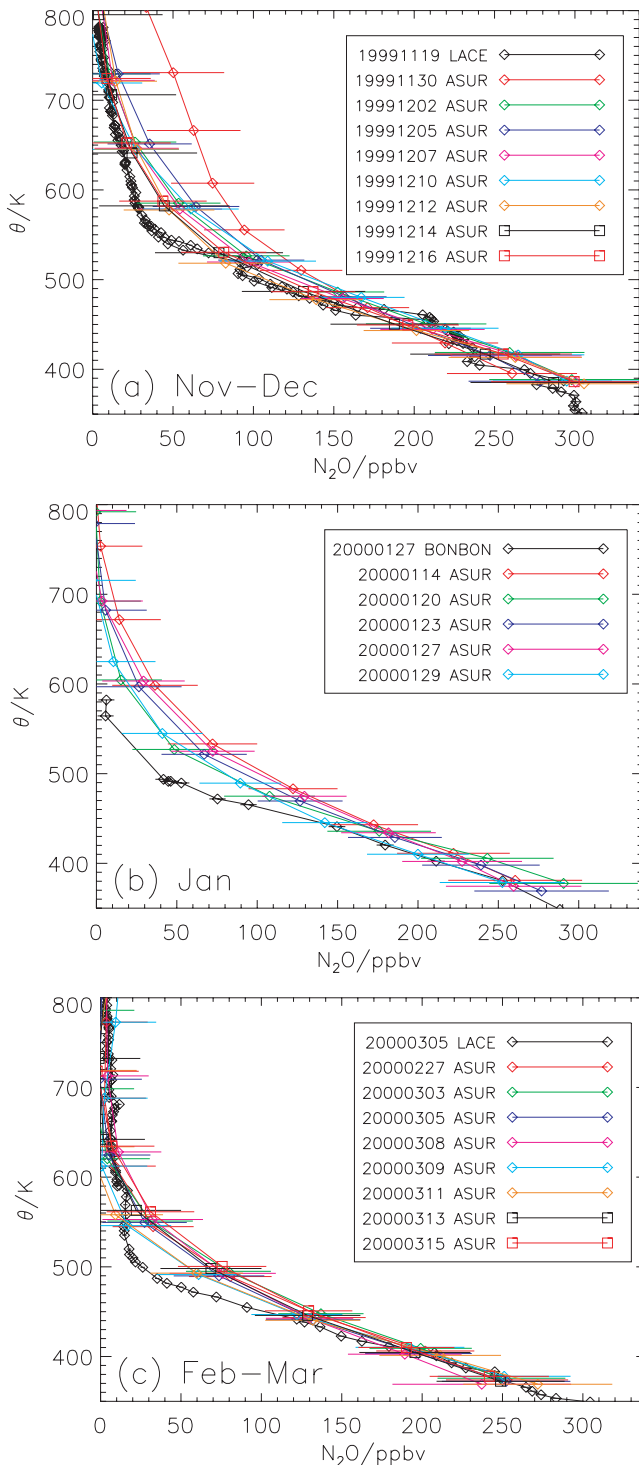 800
700
600
500
400
θ/K
19991119 LACE
19991130 ASUR
19991202 ASUR
19991205 ASUR
19991207 ASUR
19991210 ASUR
19991212 ASUR
19991214 ASUR
19991216 ASUR
(a) Nov-Dec
0 50 100 150 200 250 300
N₂O/ppbv
800
700
600
500
400
θ/K
20000127 BONBON
20000114 ASUR
20000120 ASUR
20000123 ASUR
20000127 ASUR
20000129 ASUR
(b) Jan
0 50 100 150 200 250 300
N₂O/ppbv
800
700
600
500
400
θ/K
20000305 LACE
20000227 ASUR
20000303 ASUR
20000305 ASUR
20000308 ASUR
20000309 ASUR
20000311 ASUR
20000313 ASUR
20000315 ASUR
(c) Feb-Mar
0 50 100 150 200 250 300
N₂O/ppbv